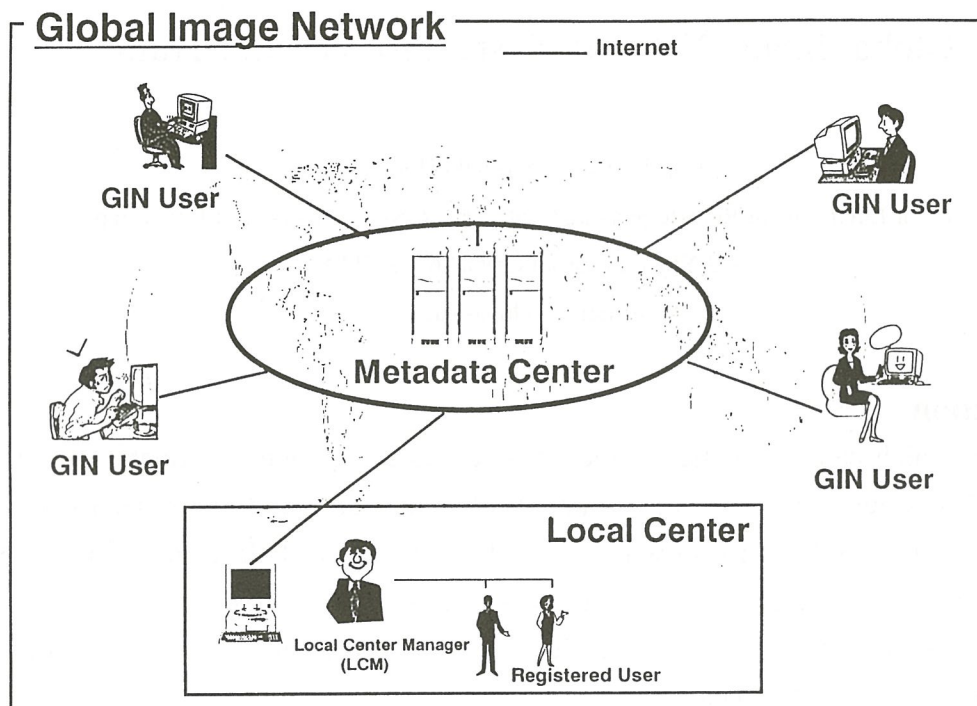 Global Image Network
Internet
GIN User
GIN User
Metadata Center
GIN User
GIN User
Local Center
Local Center Manager
(LCM)
Registered User